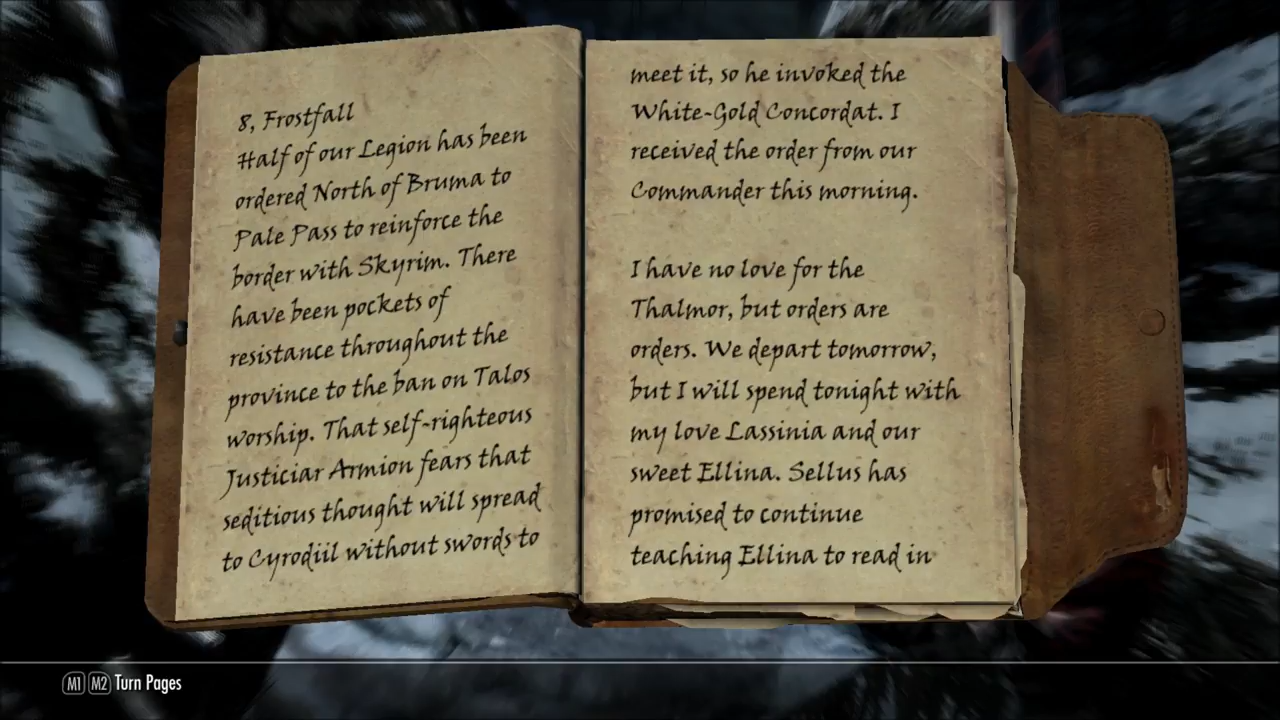 8, Frostfall
Half of our Legion has been
ordered North of Bruma to
Pale Pass to reinforce the
border with Skyrim. There
have been pockets of
resistance throughout the
province to the ban on Talos
worship. That self-righteous
Justiciar Armion fears that
seditious thought will spread
to Cyrodiil without swords to
meet it, so he invoked the
White-Gold Concordat. I
received the order from our
Commander this morning.
I have no love for the
Thalmor, but orders are
orders. We depart tomorrow,
but I will spend tonight with
my love Lassinia and our
sweet Ellina. Sellus has
promised to continue
teaching Ellina to read in
M1 M2 Turn Pages